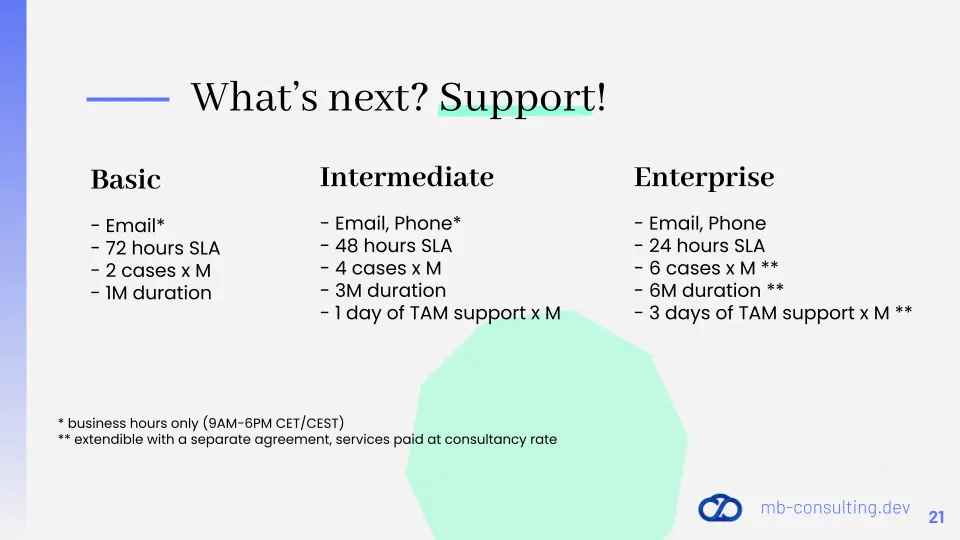 What's next? Support!
Basic
- Email*
- 72 hours SLA
- 2 cases x M
- 1M duration
Intermediate
- Email, Phone*
- 48 hours SLA
- 4 cases x M
- 3M duration
- 1 day of TAM support x M
Enterprise
- Email, Phone
- 24 hours SLA
- 6 cases x M **
- 6M duration **
- 3 days of TAM support x M **
* business hours only (9AM-6PM CET/CEST)
** extendible with a separate agreement, services paid at consultancy rate
mb-consulting.dev
21